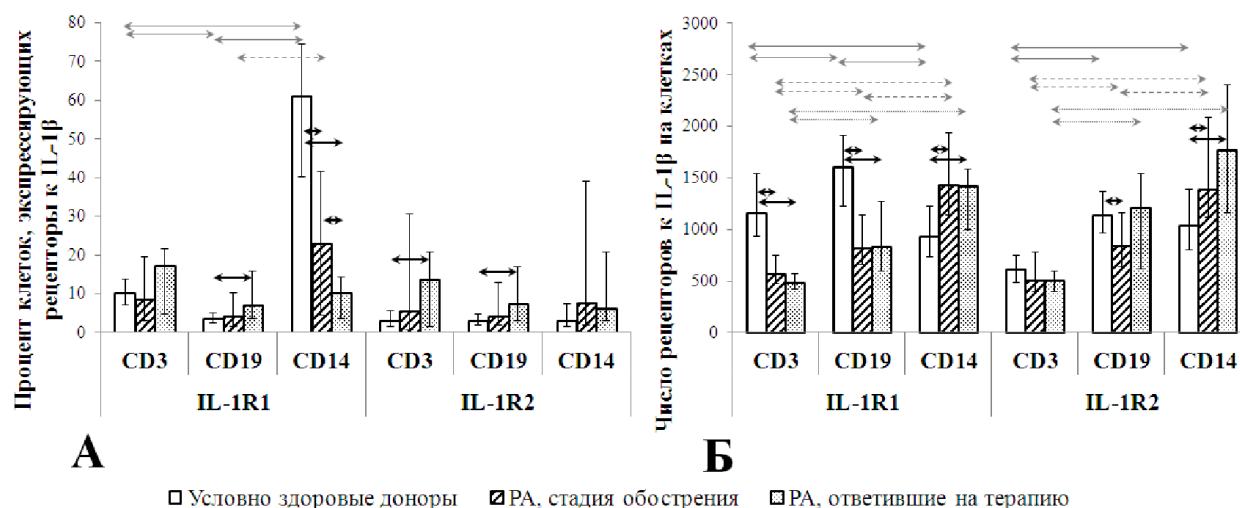 Процент клеток, экспрессирующих
рецепторы к IL-1β
80
70
60
50
40
30
20
10
0
CD3 CD19 CD14 CD3 CD19 CD14
IL-1R1 IL-1R2
А
Число рецепторов к IL-1β на клетках
3000
2500
2000
1500
1000
500
0
CD3 CD19 CD14 CD3 CD19 CD14
IL-1R1 IL-1R2
Б
Условно здоровые доноры РА, стадия обострения РА, ответившие на терапию